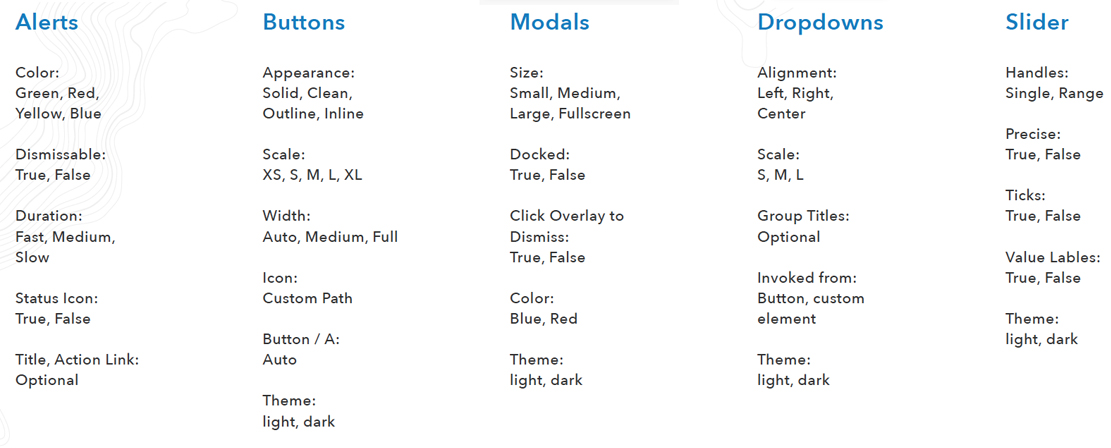 Alerts
Color:
Green, Red,
Yellow, Blue
Dismissable:
True, False
Duration:
Fast, Medium,
Slow
Status Icon:
True, False
Title, Action Link:
Optional
Buttons
Appearance:
Solid, Clean,
Outline, Inline
Scale:
XS, S, M, L, XL
Width:
Auto, Medium, Full
Icon:
Custom Path
Button / A:
Auto
Theme:
light, dark
Modals
Size:
Small, Medium,
Large, Fullscreen
Docked:
True, False
Click Overlay to
Dismiss:
True, False
Color:
Blue, Red
Theme:
light, dark
Dropdowns
Alignment:
Left, Right,
Center
Scale:
S, M, L
Group Titles:
Optional
Invoked from:
Button, custom
element
Theme:
light, dark
Slider
Handles:
Single, Range
Precise:
True, False
Ticks:
True, False
Value Lables:
True, False
Theme:
light, dark